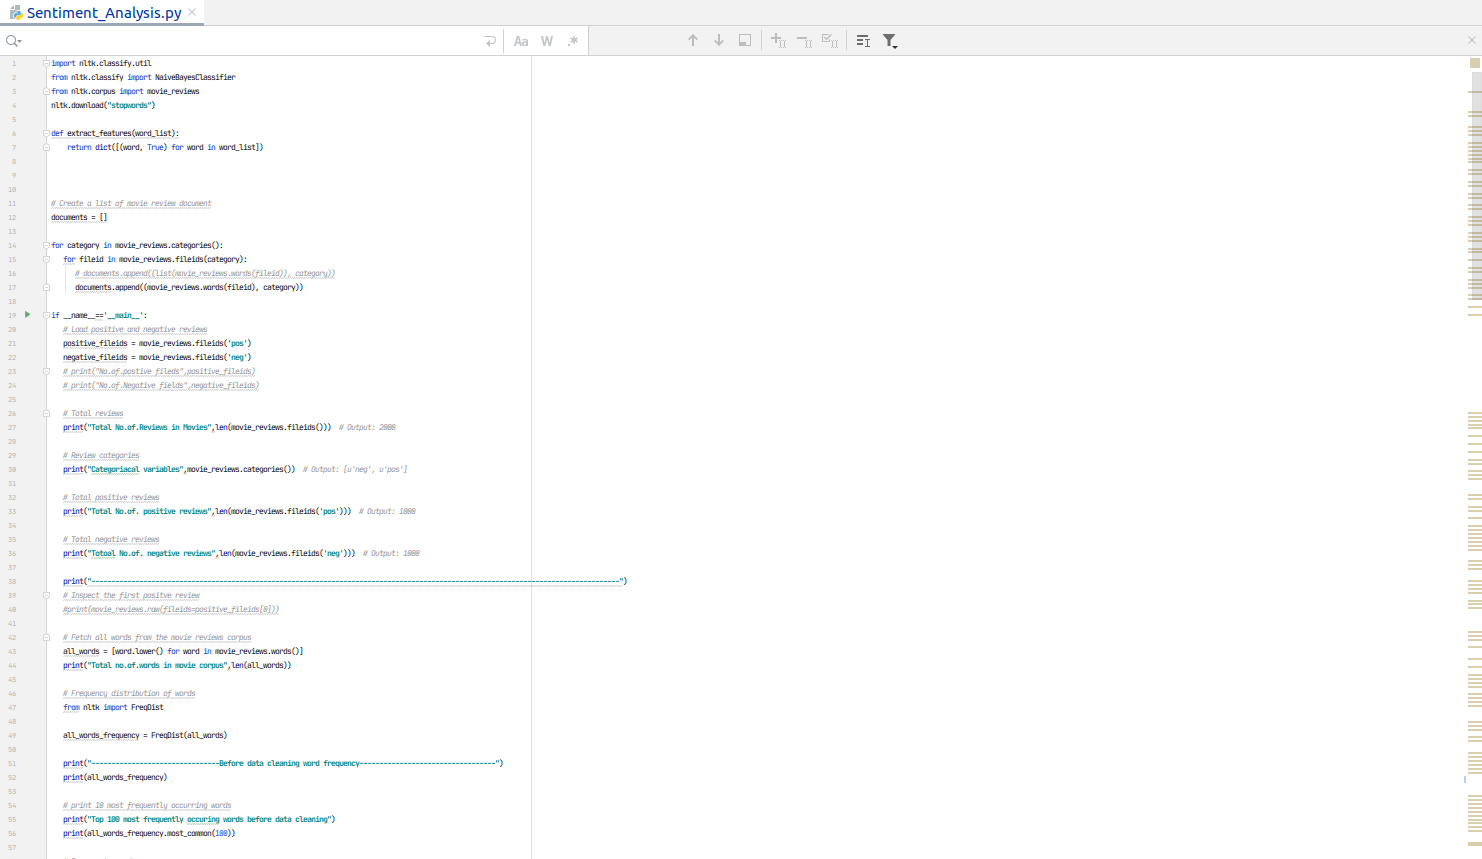 Sentiment_Analysis.py
Aa W .*
1 import nltk.classify.util
2 from nltk.classify import NaiveBayesClassifier
3 from nltk.corpus import movie_reviews
4 nltk.download("stopwords")
5
6 def extract_features(word_list):
7 return dict([(word, True) for word in word_list])
8
9
10
11 # Create a list of movie review document
12 documents = []
13
14 for category in movie_reviews.categories():
15 for fileid in movie_reviews.fileids(category):
16 # documents.append((list(movie_reviews.words(fileid)), category))
17 documents.append((movie_reviews.words(fileid), category))
18
19 if __name__=='__main__':
20 # Load positive and negative reviews
21 positive_fileids = movie_reviews.fileids('pos')
22 negative_fileids = movie_reviews.fileids('neg')
23 # print("No.of.postive fileds",positive_fileids)
24 # print("No.of.Negative fields",negative_fileids)
25
26 # Total reviews
27 print("Total No.of.Reviews in Movies",len(movie_reviews.fileids())) # Output: 2000
28
29 # Review categories
30 print("Categoriacal variables",movie_reviews.categories()) # Output: [u'neg', u'pos']
31
32 # Total positive reviews
33 print("Total No.of. positive reviews",len(movie_reviews.fileids('pos'))) # Output: 1000
34
35 # Total negative reviews
36 print("Totoal No.of. negative reviews",len(movie_reviews.fileids('neg'))) # Output: 1000
37
38 print("------------------------------------------------------------------------------------------------------------------------------------")
39 # Inspect the first positve review
40 #print(movie_reviews.raw(fileids=positive_fileids[0]))
41
42 # Fetch all words from the movie reviews corpus
43 all_words = [word.lower() for word in movie_reviews.words()]
44 print("Total no.of.words in movie corpus",len(all_words))
45
46 # Frequency distribution of words
47 from nltk import FreqDist
48
49 all_words_frequency = FreqDist(all_words)
50
51 print("--------------------------------Before data cleaning word frequency----------------------------------")
52 print(all_words_frequency)
53
54 # print 10 most frequently occurring words
55 print("Top 100 most frequently occuring words before data cleaning")
56 print(all_words_frequency.most_common(100))
57